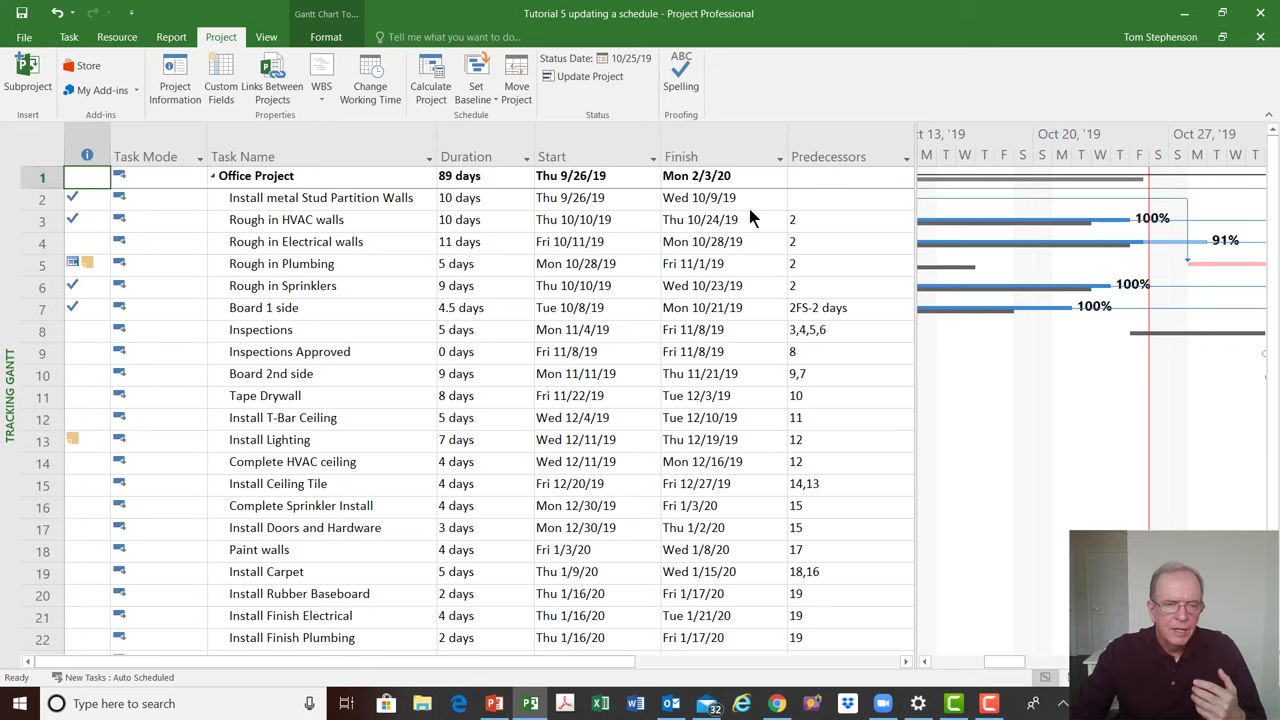 Gantt Chart To...
Tutorial 5 updating a schedule - Project Professional
File Task Resource Report Project View Format Tell me what you want to do...
Tom Stephenson
Subproject
Store
My Add-ins
Project Information
Custom Fields
Links Between Projects
WBS
Change Working Time
Calculate Project
Set Baseline
Move Project
Status Date: 10/25/19
Update Project
ABC
Spelling
Insert Add-ins Properties Schedule Status Proofing
ct 13, '19 Oct 20, '19 Oct 27, '19
Task Mode Task Name Duration Start Finish Predecessors M T W T F S S M T W T F S S M T W T
1 Office Project 89 days Thu 9/26/19 Mon 2/3/20
2 Install metal Stud Partition Walls 10 days Thu 9/26/19 Wed 10/9/19
3 Rough in HVAC walls 10 days Thu 10/10/19 Thu 10/24/19 2 100%
4 Rough in Electrical walls 11 days Fri 10/11/19 Mon 10/28/19 2 91%
5 Rough in Plumbing 5 days Mon 10/28/19 Fri 11/1/19 2
6 Rough in Sprinklers 9 days Thu 10/10/19 Wed 10/23/19 2 100%
7 Board 1 side 4.5 days Tue 10/8/19 Mon 10/21/19 2FS-2 days 100%
8 Inspections 5 days Mon 11/4/19 Fri 11/8/19 3,4,5,6
9 Inspections Approved 0 days Fri 11/8/19 Fri 11/8/19 8
10 Board 2nd side 9 days Mon 11/11/19 Thu 11/21/19 9,7
11 Tape Drywall 8 days Fri 11/22/19 Tue 12/3/19 10
12 Install T-Bar Ceiling 5 days Wed 12/4/19 Tue 12/10/19 11
13 Install Lighting 7 days Wed 12/11/19 Thu 12/19/19 12
14 Complete HVAC ceiling 4 days Wed 12/11/19 Mon 12/16/19 12
15 Install Ceiling Tile 4 days Fri 12/20/19 Fri 12/27/19 14,13
16 Complete Sprinkler Install 4 days Mon 12/30/19 Fri 1/3/20 15
17 Install Doors and Hardware 3 days Mon 12/30/19 Thu 1/2/20 15
18 Paint walls 4 days Fri 1/3/20 Wed 1/8/20 17
19 Install Carpet 5 days Thu 1/9/20 Wed 1/15/20 18,16
20 Install Rubber Baseboard 2 days Thu 1/16/20 Fri 1/17/20 19
21 Install Finish Electrical 4 days Thu 1/16/20 Tue 1/21/20 19
22 Install Finish Plumbing 2 days Thu 1/16/20 Fri 1/17/20 19
TRACKING GANTT
Ready New Tasks : Auto Scheduled
Type here to search
32